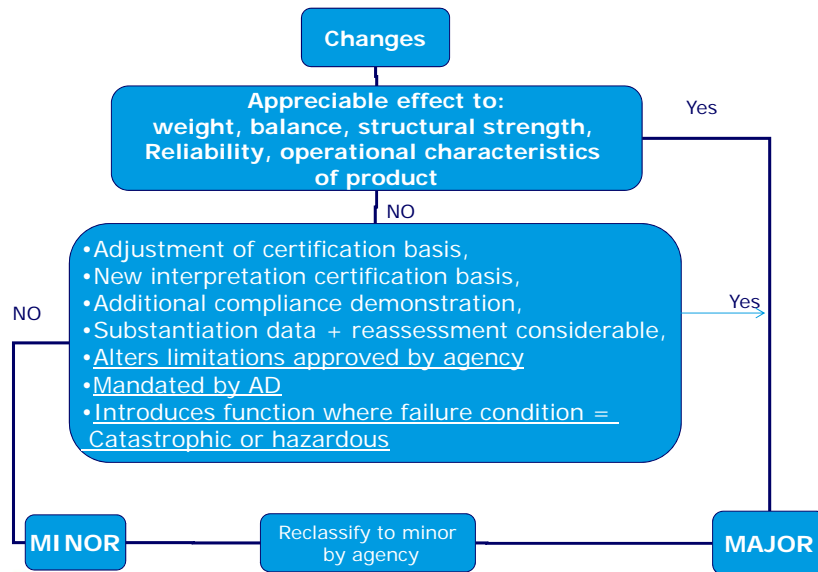 Changes
Appreciable effect to:
weight, balance, structural strength,
Reliability, operational characteristics
of product
Yes
NO
•Adjustment of certification basis,
•New interpretation certification basis,
•Additional compliance demonstration,
•Substantiation data + reassessment considerable,
•Alters limitations approved by agency
•Mandated by AD
•Introduces function where failure condition =
Catastrophic or hazardous
NO
Yes
MINOR
Reclassify to minor
by agency
MAJOR